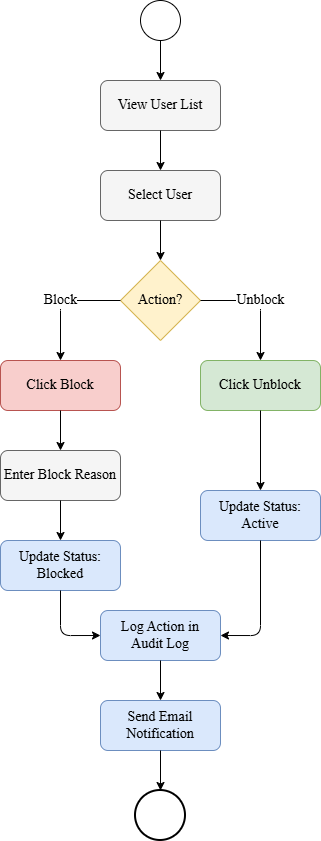 View User List
Select User
Action?
Block
Unblock
Click Block
Click Unblock
Enter Block Reason
Update Status:
Active
Update Status:
Blocked
Log Action in
Audit Log
Send Email
Notification